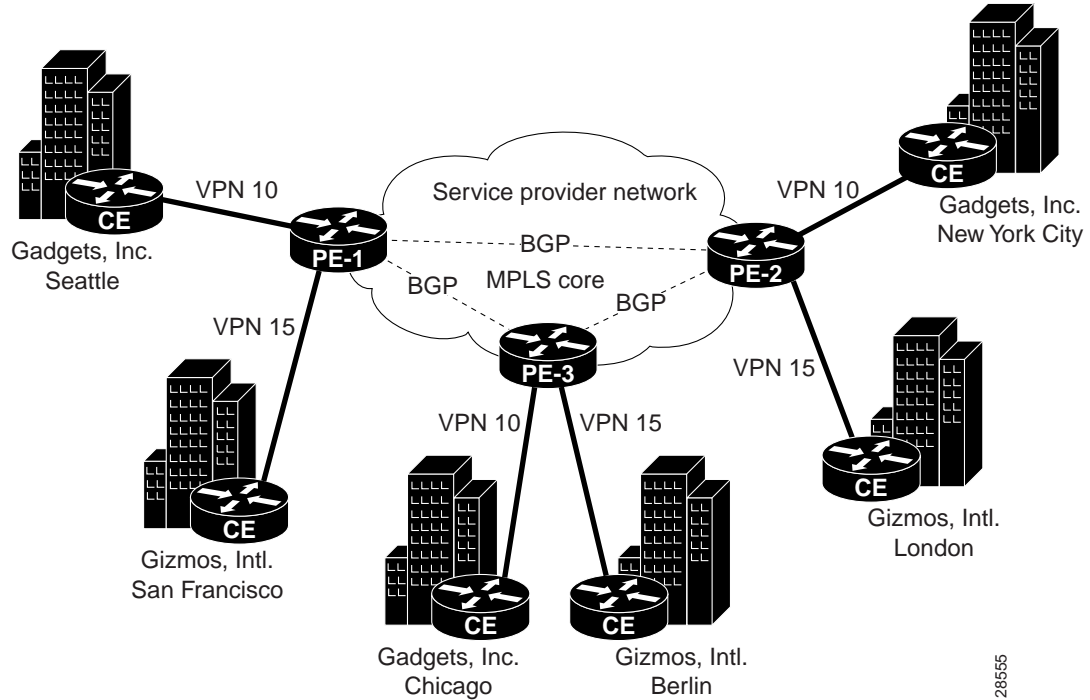 VPN 10
CE
Gadgets, Inc.
Seattle
Service provider network
VPN 10
CE
Gadgets, Inc.
New York City
PE-1
BGP
PE-2
MPLS core
BGP
BGP
VPN 15
PE-3
VPN 15
VPN 10
VPN 15
CE
Gizmos, Intl.
San Francisco
CE
Gizmos, Intl.
London
CE
Gadgets, Inc.
Chicago
CE
Gizmos, Intl.
Berlin
28555